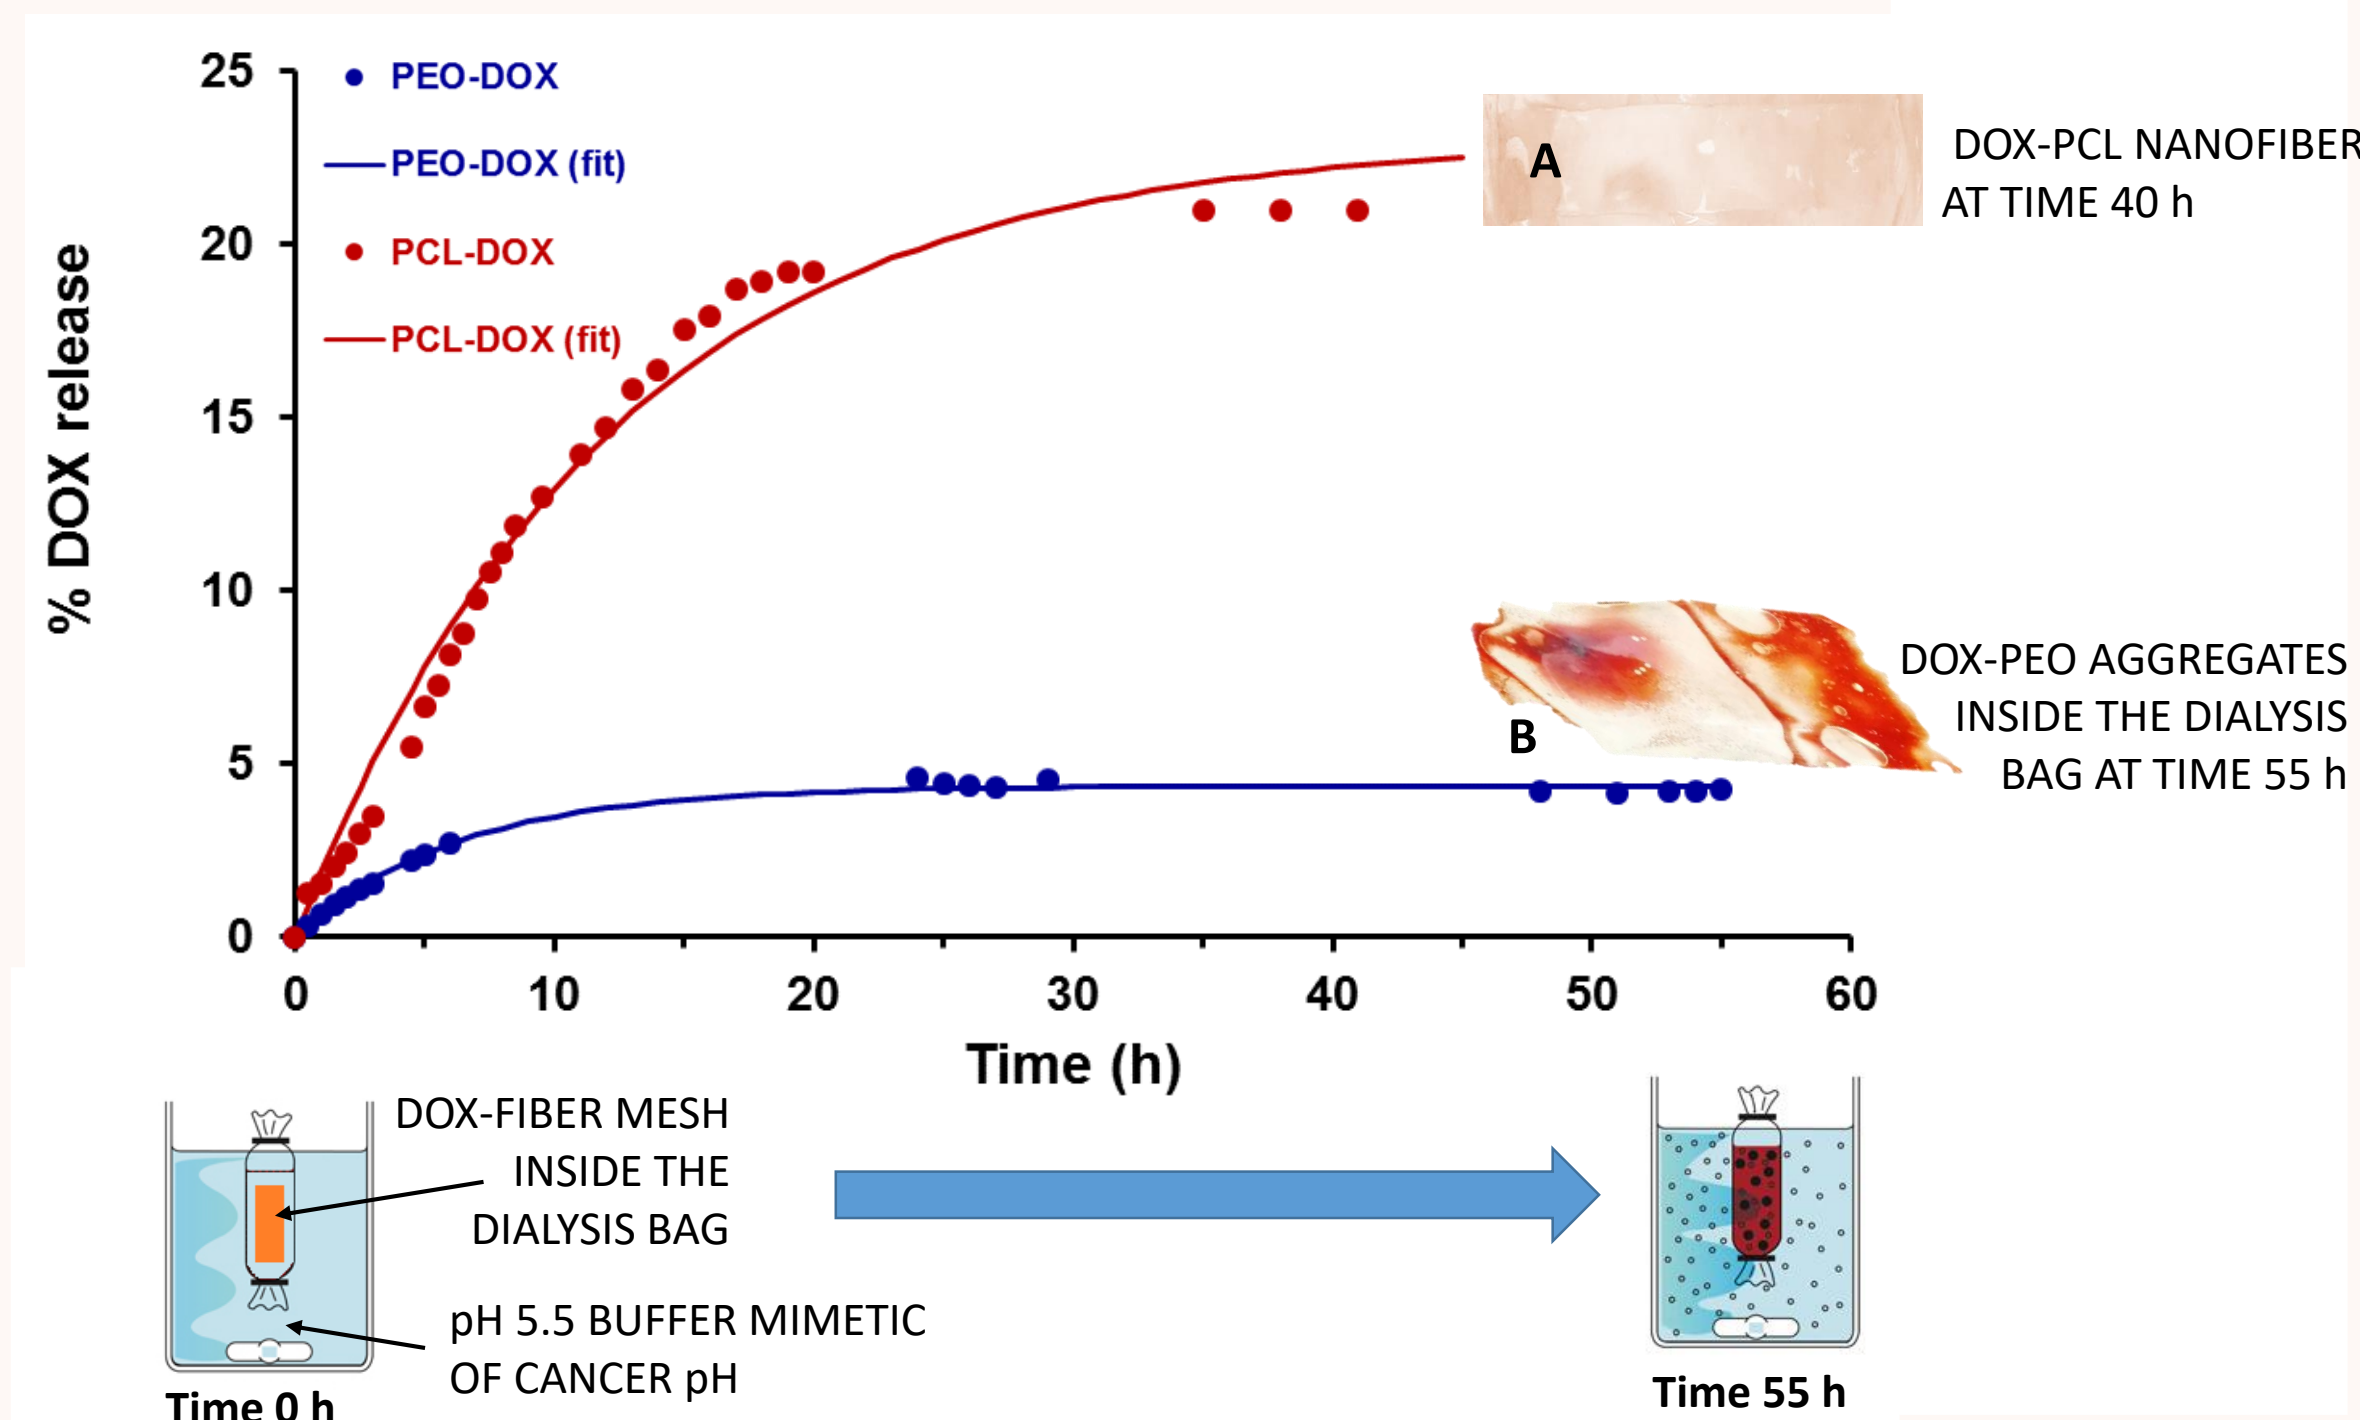 % DOX release
25
20
15
10
5
0
PEO-DOX
PEO-DOX (fit)
PCL-DOX
PCL-DOX (fit)
A
DOX-PCL NANOFIBER
AT TIME 40 h
B
DOX-PEO AGGREGATES
INSIDE THE DIALYSIS
BAG AT TIME 55 h
0 10 20 30 40 50 60
Time (h)
DOX-FIBER MESH
INSIDE THE
DIALYSIS BAG
pH 5.5 BUFFER MIMETIC
OF CANCER pH
Time 0 h
Time 55 h